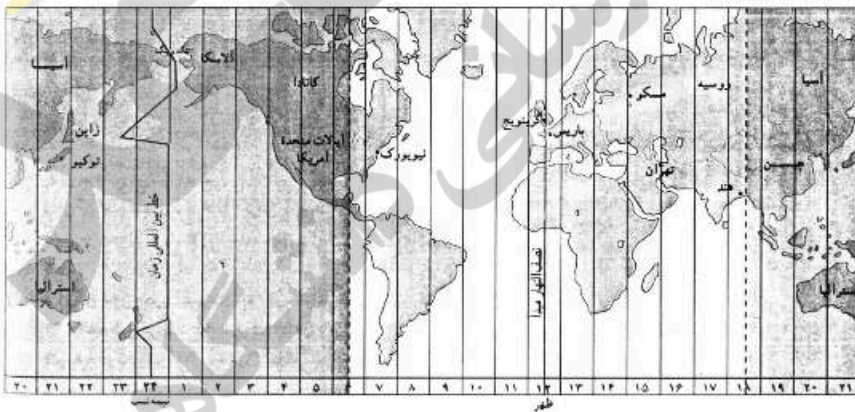 آسیا
آلاسکا
کانادا
ایالات متحده
آمریکا
نیویورک
ژاپن
توکیو
خط بین المللی زمان
استرالیا
گرینویچ
پاریس
مسکو
روسیه
تهران
هند
نصف النهار مبدأ
آسیا
چین
استرالیا
۲۰ ۲۱ ۲۲ ۲۳ ۲۴ ۱ ۲ ۳ ۴ ۵ ۶ ۷ ۸ ۹ ۱۰ ۱۱ ۱۲ ۱۳ ۱۴ ۱۵ ۱۶ ۱۷ ۱۸ ۱۹ ۲۰ ۲۱
نیمه شب
ظهر